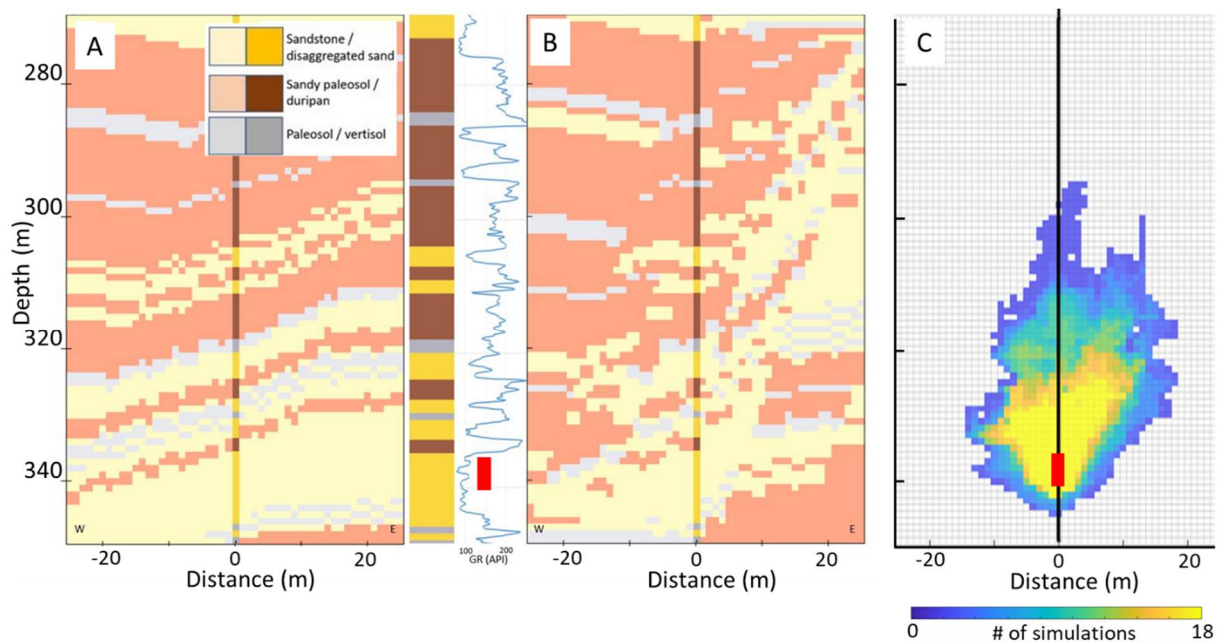 A
B
C
Sandstone /
disaggregated sand
Sandy paleosol /
duripan
Paleosol / vertisol
280
300
320
340
Depth (m)
W
E
W
E
-20
0
20
100
200
GR (API)
-20
0
20
-20
0
20
Distance (m)
Distance (m)
Distance (m)
0
# of simulations
18